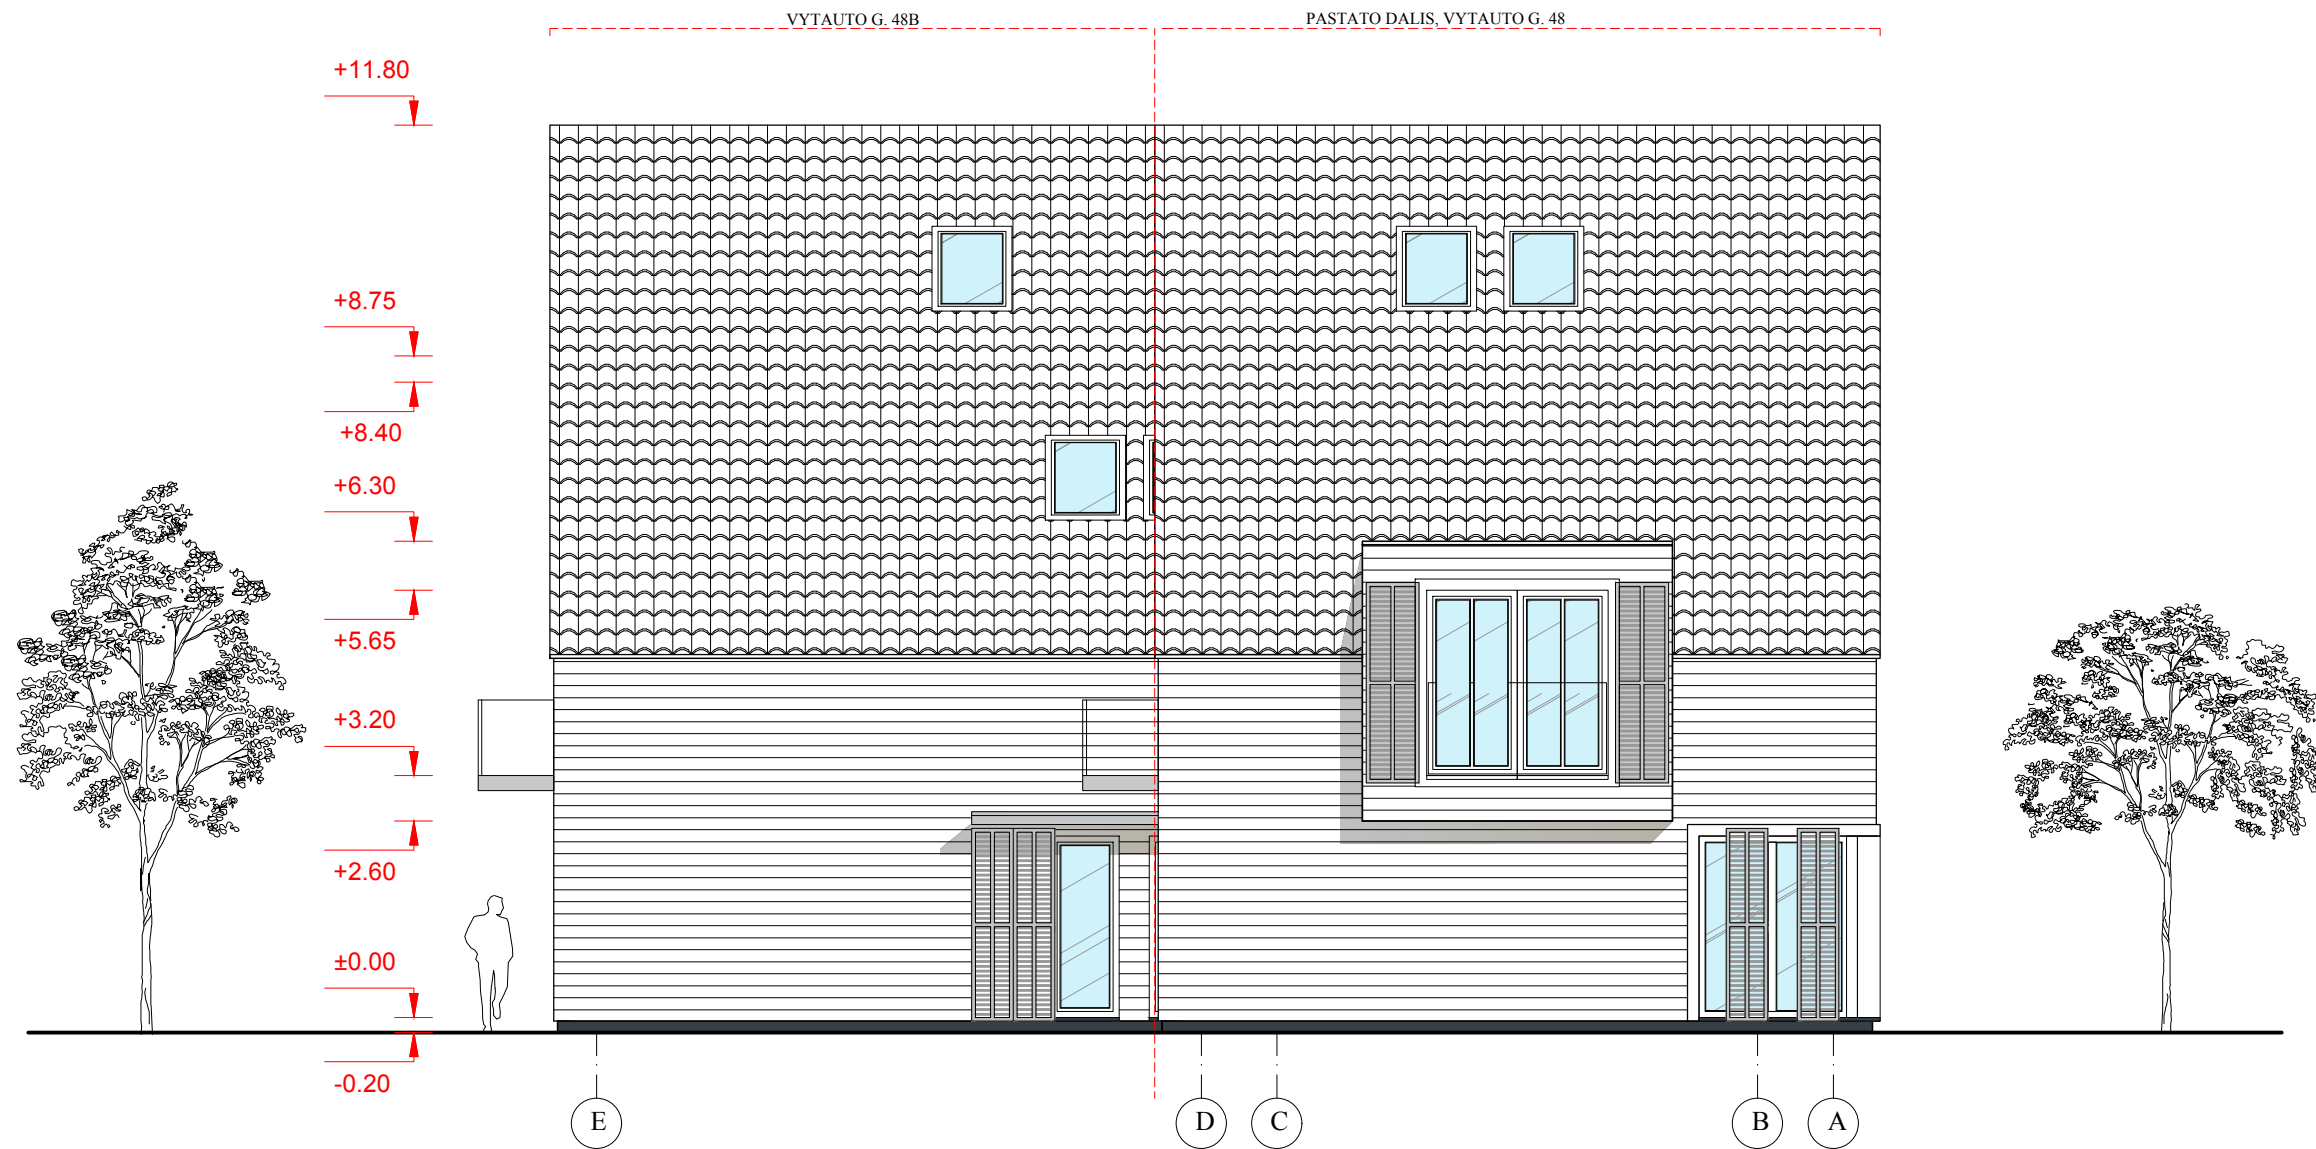 VYTAUTO G. 48B
PASTATO DALIS, VYTAUTO G. 48
+11.80
+8.75
+8.40
+6.30
+5.65
+3.20
+2.60
±0.00
-0.20
E
D
C
B
A